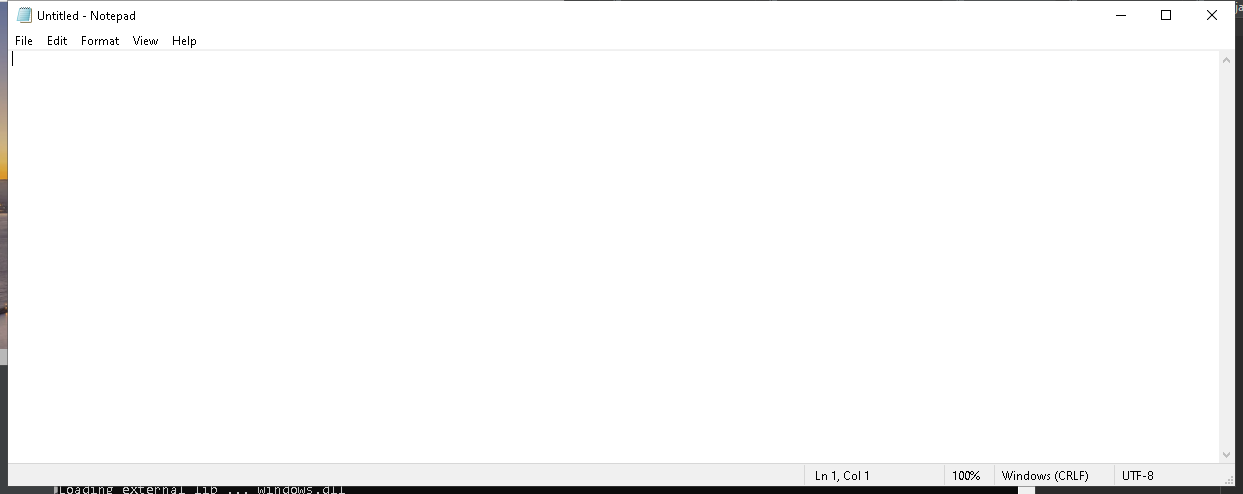 Untitled - Notepad
File Edit Format View Help
Ln 1, Col 1 100% Windows (CRLF) UTF-8
Loading external lib ... windows.dll